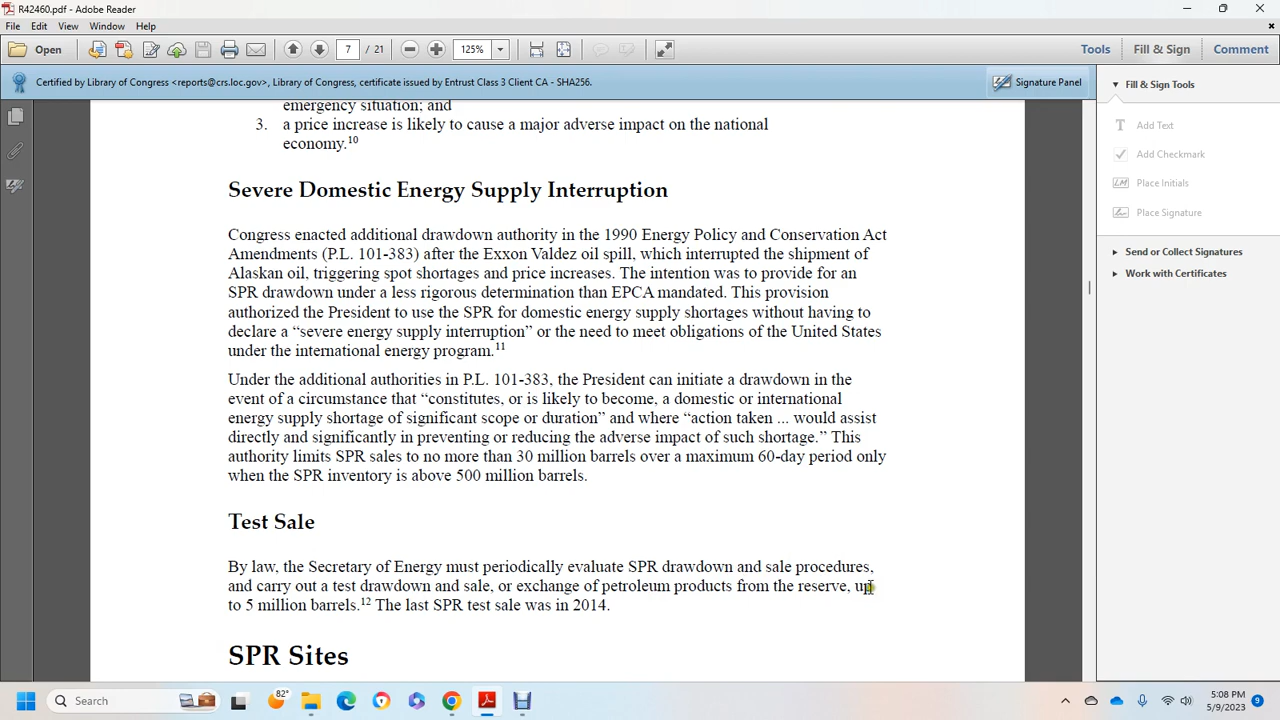 R42460.pdf - Adobe Reader
File Edit View Window Help
Open 7 / 21 125% Tools Fill & Sign Comment
Certified by Library of Congress <reports@crs.loc.gov>, Library of Congress, certificate issued by Entrust Class 3 Client CA - SHA256. Signature Panel
emergency situation; and
3. a price increase is likely to cause a major adverse impact on the national
economy.10
Severe Domestic Energy Supply Interruption
Congress enacted additional drawdown authority in the 1990 Energy Policy and Conservation Act
Amendments (P.L. 101-383) after the Exxon Valdez oil spill, which interrupted the shipment of
Alaskan oil, triggering spot shortages and price increases. The intention was to provide for an
SPR drawdown under a less rigorous determination than EPCA mandated. This provision
authorized the President to use the SPR for domestic energy supply shortages without having to
declare a “severe energy supply interruption” or the need to meet obligations of the United States
under the international energy program.11
Under the additional authorities in P.L. 101-383, the President can initiate a drawdown in the
event of a circumstance that “constitutes, or is likely to become, a domestic or international
energy supply shortage of significant scope or duration” and where “action taken ... would assist
directly and significantly in preventing or reducing the adverse impact of such shortage.” This
authority limits SPR sales to no more than 30 million barrels over a maximum 60-day period only
when the SPR inventory is above 500 million barrels.
Test Sale
By law, the Secretary of Energy must periodically evaluate SPR drawdown and sale procedures,
and carry out a test drawdown and sale, or exchange of petroleum products from the reserve, up
to 5 million barrels.12 The last SPR test sale was in 2014.
SPR Sites
Fill & Sign Tools
Add Text
Add Checkmark
Place Initials
Place Signature
Send or Collect Signatures
Work with Certificates
Search
82°
5:08 PM
5/9/2023
9